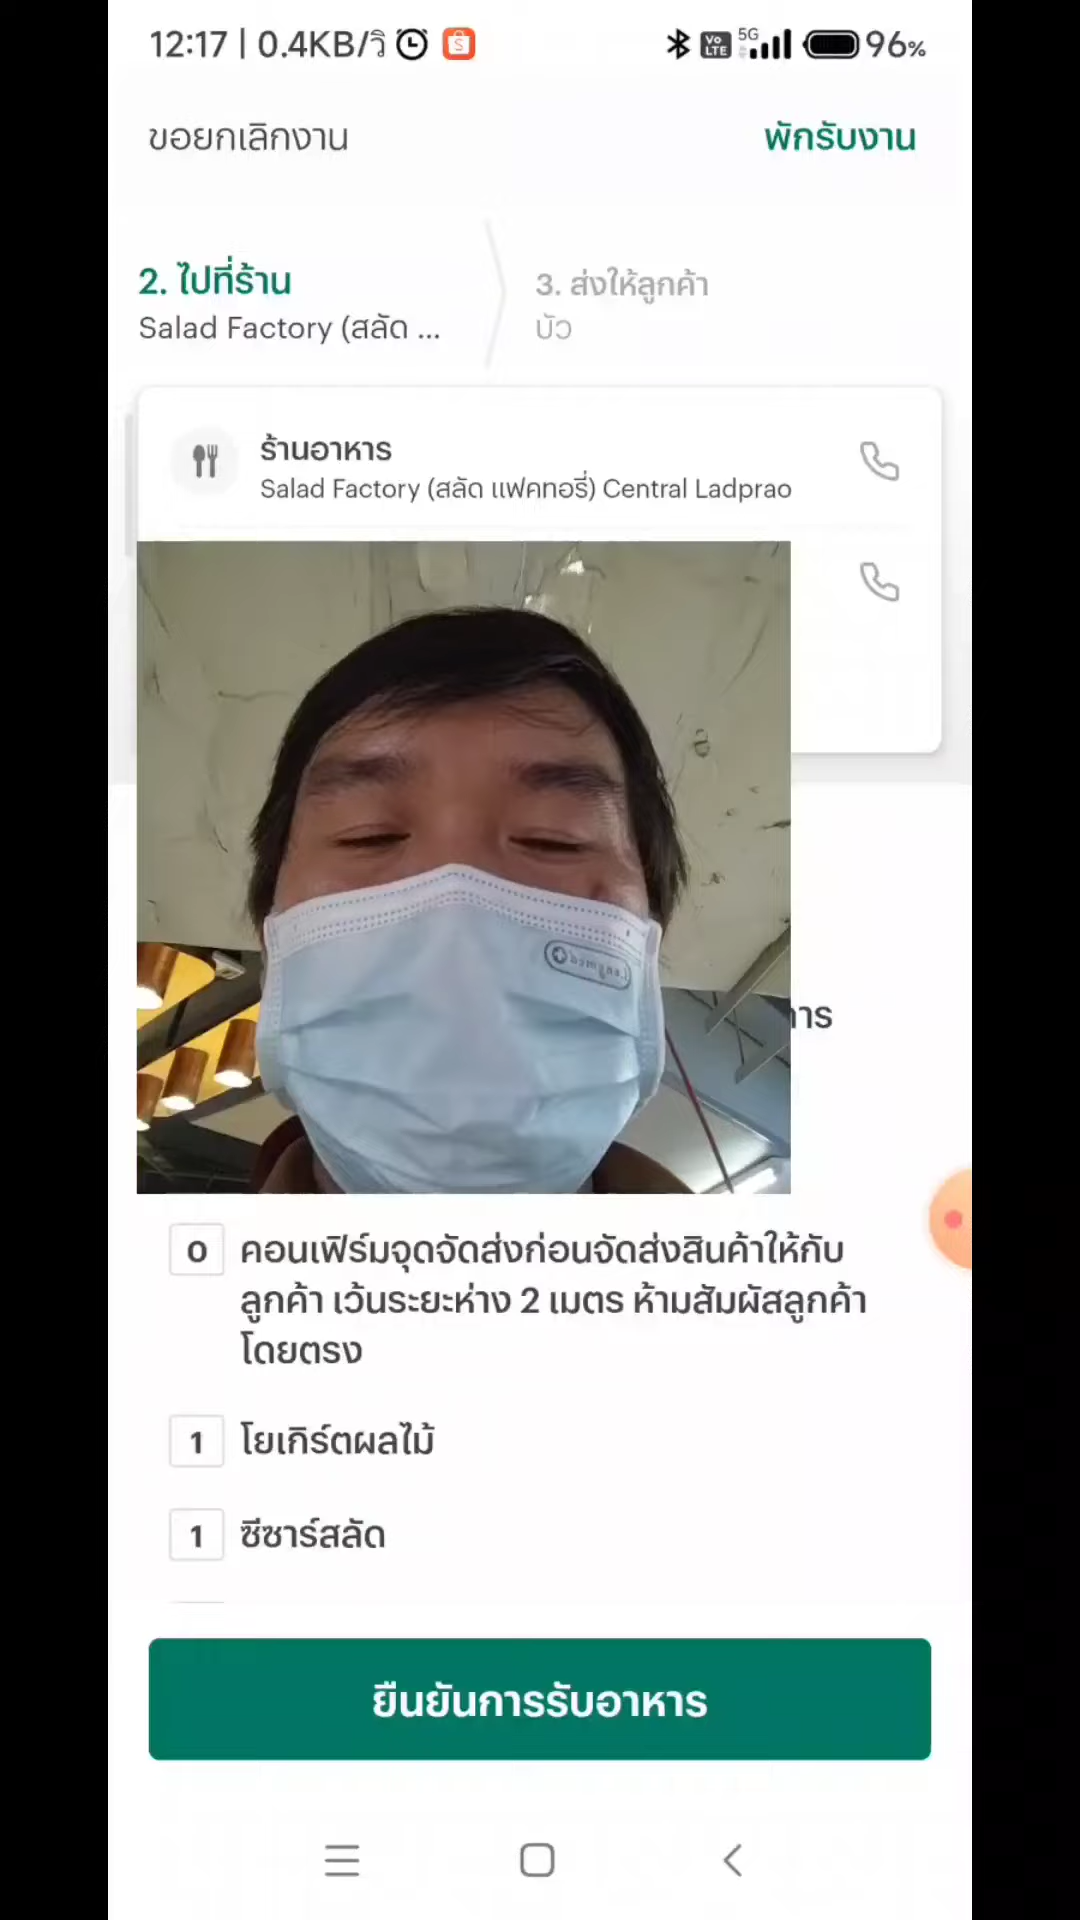 12:17 | 0.4KB/วิ
Vo LTE 5G 96%
ขอยกเลิกงาน
พักรับงาน
2. ไปที่ร้าน
Salad Factory (สลัด ...
3. ส่งให้ลูกค้า
บัว
ร้านอาหาร
Salad Factory (สลัด แฟคทอรี่) Central Ladprao
0 คอนเฟิร์มจุดจัดส่งก่อนจัดส่งสินค้าให้กับ
ลูกค้า เว้นระยะห่าง 2 เมตร ห้ามสัมผัสลูกค้า
โดยตรง
1 โยเกิร์ตผลไม้
1 ซีซาร์สลัด
ยืนยันการรับอาหาร